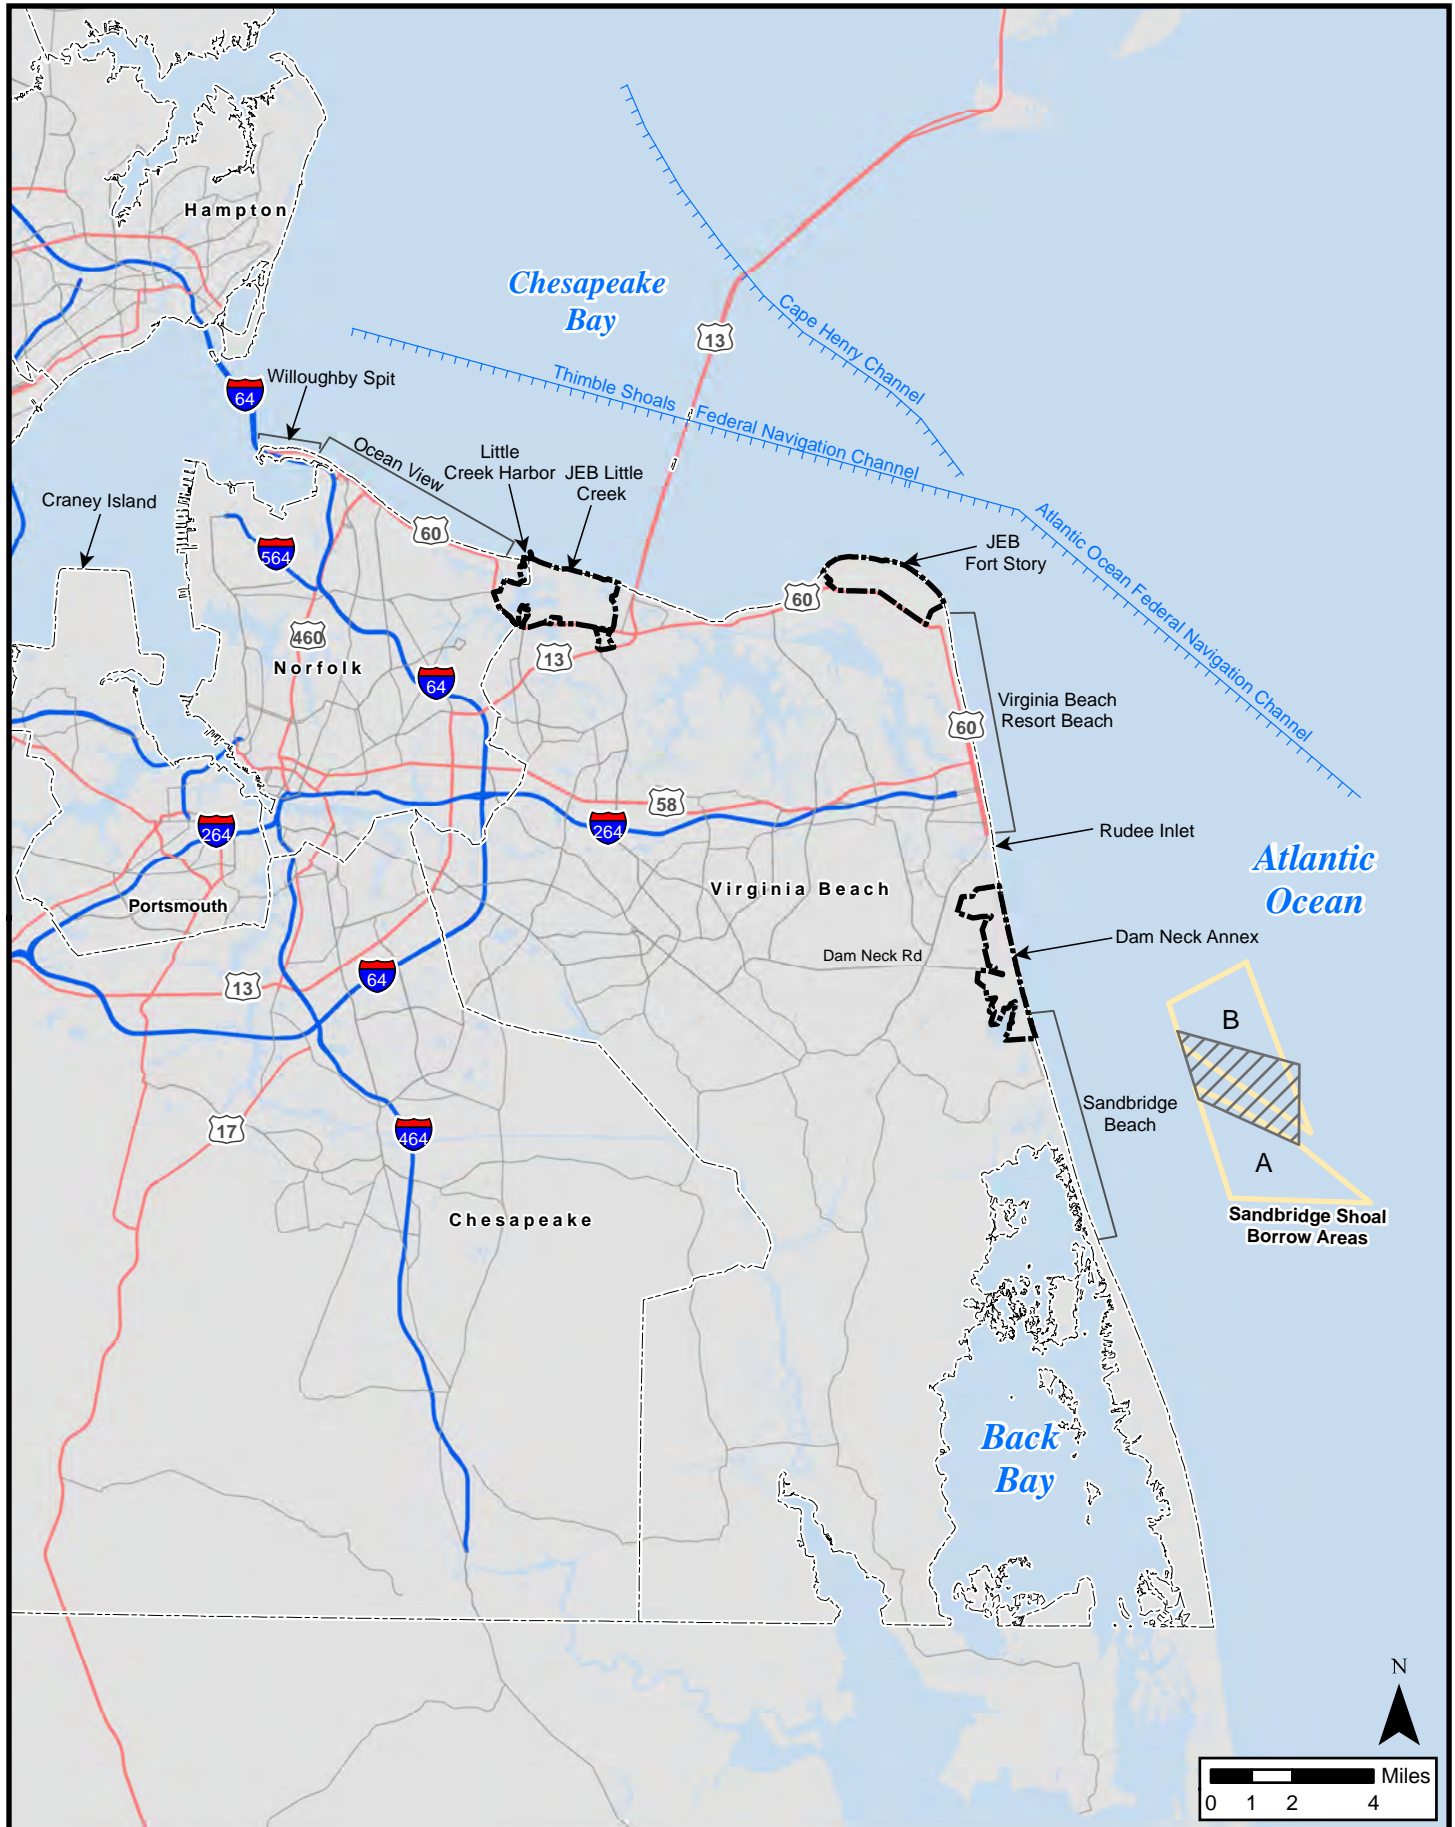 Hampton
Chesapeake
Bay
Cape Henry Channel
13
Thimble Shoals
Federal Navigation Channel
64
Willoughby Spit
Ocean View
Little
Creek Harbor
JEB Little
Creek
Craney Island
60
564
Atlantic Ocean Federal Navigation Channel
JEB
Fort Story
60
460
Norfolk
13
64
Virginia Beach
Resort Beach
60
58
264
264
Rudee Inlet
Atlantic
Ocean
Virginia Beach
Portsmouth
Dam Neck Annex
Dam Neck Rd
64
13
B
Sandbridge
Beach
17
464
A
Chesapeake
Sandbridge Shoal
Borrow Areas
Back
Bay
N
Miles
0 1 2 4